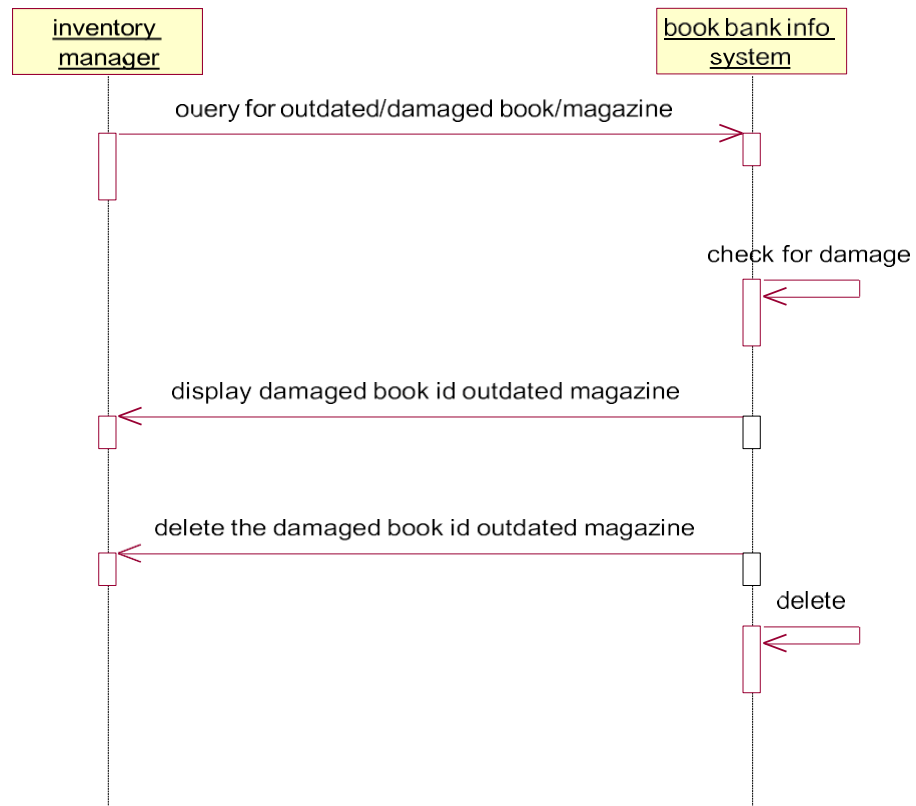 inventory
manager
book bank info
system
ouery for outdated/damaged book/magazine
check for damage
display damaged book id outdated magazine
delete the damaged book id outdated magazine
delete